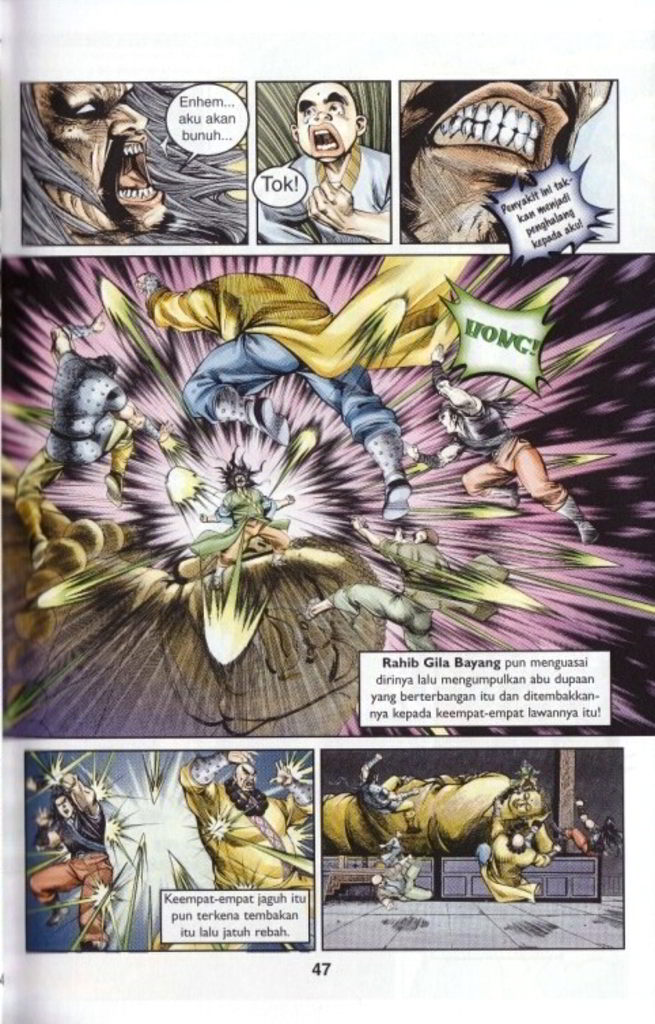 Enhem...
aku akan
bunuh...
Tok!
Penyakit ini tak-
kan menjadi
penghalang
kepada aku!
UONG!
Rahib Gila Bayang pun menguasai
dirinya lalu mengumpulkan abu dupaan
yang berterbangan itu dan ditembakkan-
nya kepada keempat-empat lawannya itu!
Keempat-empat jaguh itu
pun terkena tembakan
itu lalu jatuh rebah.
47